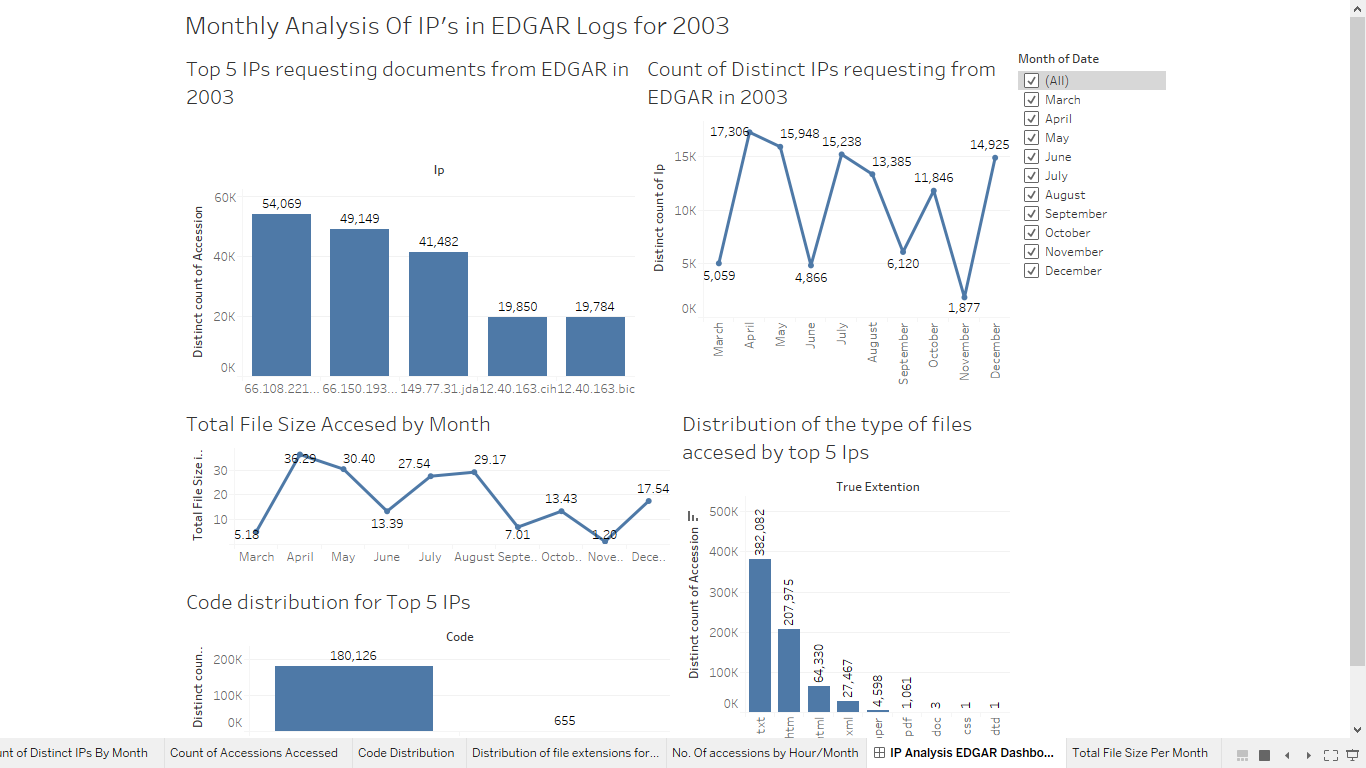 Monthly Analysis Of IP's in EDGAR Logs for 2003
Top 5 IPs requesting documents from EDGAR in
2003
Ip
Distinct count of Accession
60K
40K
20K
0K
54,069
49,149
41,482
19,850
19,784
66.108.221...
66.150.193...
149.77.31.jda
12.40.163.cih
12.40.163.bic
Count of Distinct IPs requesting from
EDGAR in 2003
Distinct count of Ip
15K
10K
5K
0K
5,059
17,306
15,948
4,866
15,238
13,385
6,120
11,846
1,877
14,925
March
April
May
June
July
August
September
October
November
December
Month of Date
(All)
March
April
May
June
July
August
September
October
November
December
Total File Size Accesed by Month
Total File Size i..
30
20
10
5.18
36.29
30.40
13.39
27.54
29.17
7.01
13.43
1.20
17.54
March
April
May
June
July
August
Septe..
Octob..
Nove..
Dece..
Distribution of the type of files
accesed by top 5 Ips
True Extention
Distinct count of Accession
500K
400K
300K
200K
100K
0K
382,082
207,975
64,330
27,467
4,598
1,061
3
1
1
txt
htm
tml
xml
per
pdf
doc
css
dtd
Code distribution for Top 5 IPs
Code
Distinct coun..
200K
100K
0K
180,126
655
unt of Distinct IPs By Month
Count of Accessions Accessed
Code Distribution
Distribution of file extensions for...
No. Of accessions by Hour/Month
IP Analysis EDGAR Dashbo...
Total File Size Per Month